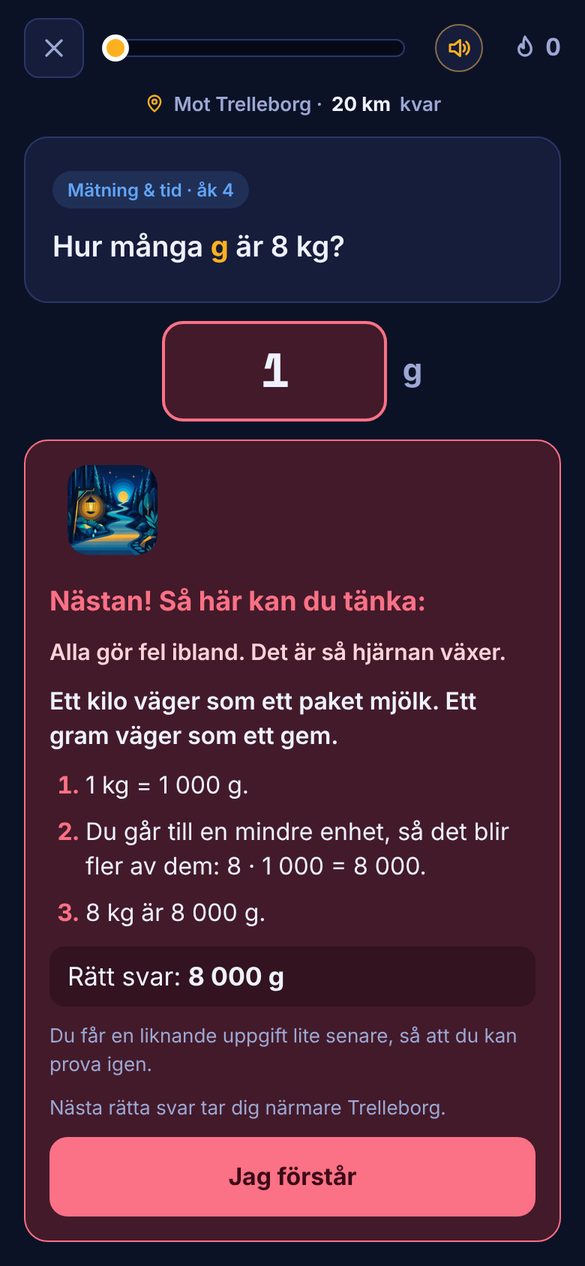 0
Mot Trelleborg · 20 km kvar
Mätning & tid · åk 4
Hur många g är 8 kg?
1 g
Nästan! Så här kan du tänka:
Alla gör fel ibland. Det är så hjärnan växer.
Ett kilo väger som ett paket mjölk. Ett
gram väger som ett gem.
1. 1 kg = 1 000 g.
2. Du går till en mindre enhet, så det blir
fler av dem: 8 · 1 000 = 8 000.
3. 8 kg är 8 000 g.
Rätt svar: 8 000 g
Du får en liknande uppgift lite senare, så att du kan
prova igen.
Nästa rätta svar tar dig närmare Trelleborg.
Jag förstår